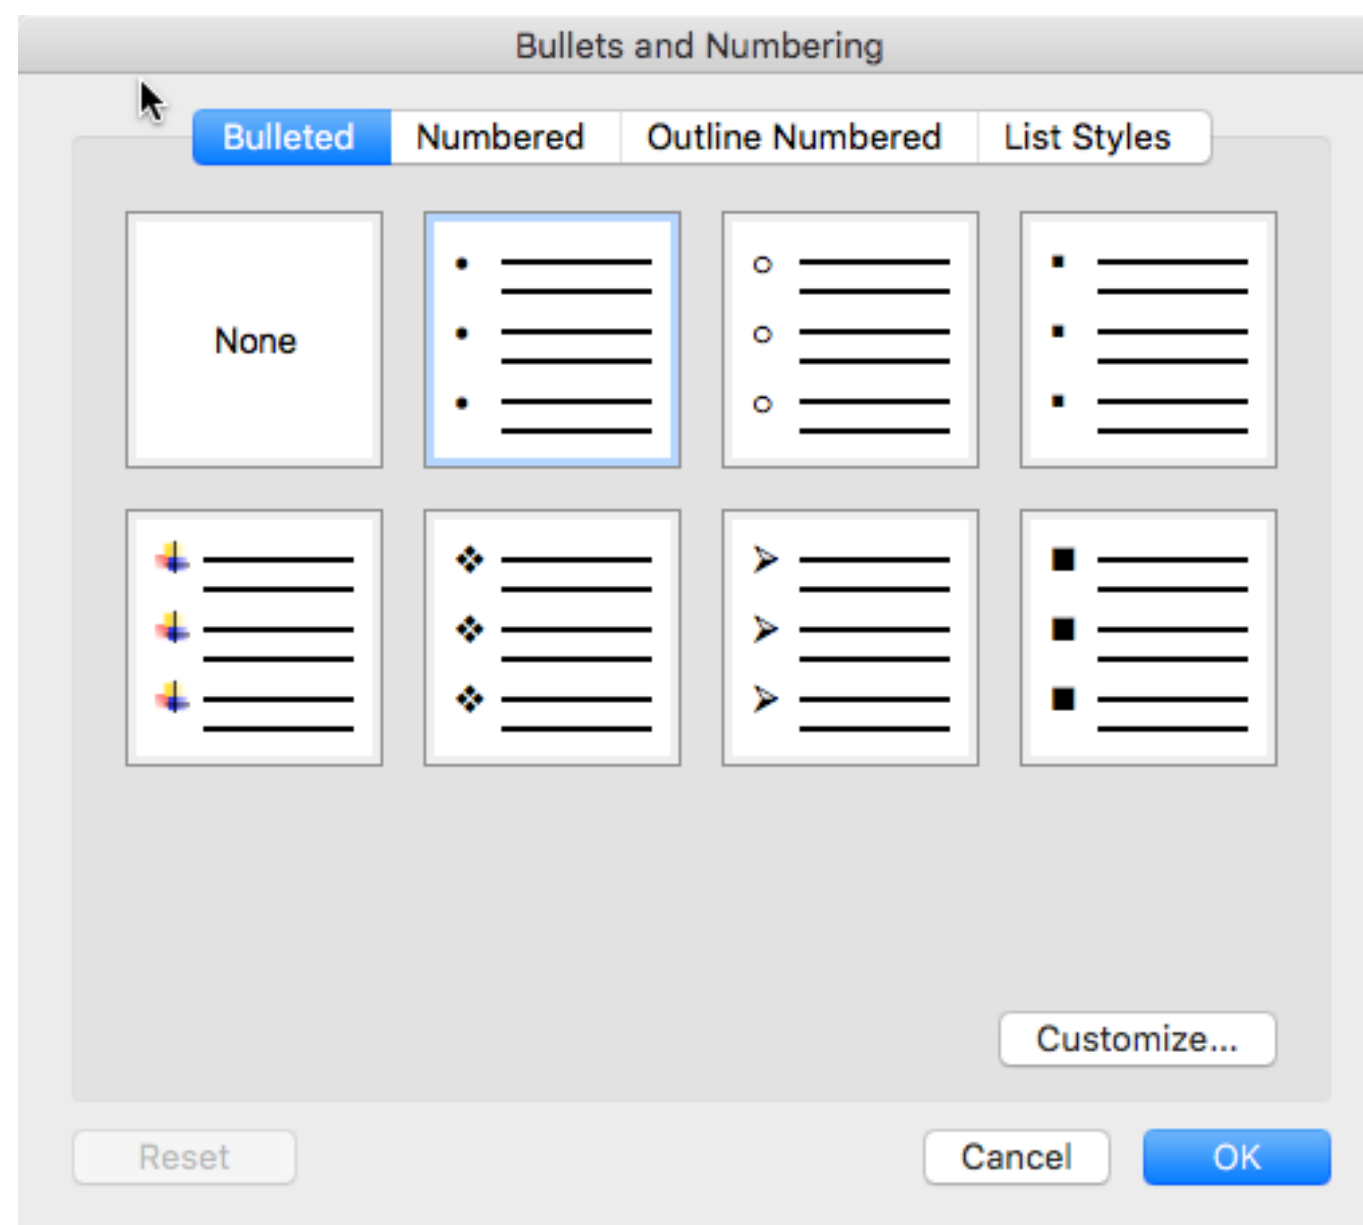 Bullets and Numbering
Bulleted Numbered Outline Numbered List Styles
None
Customize...
Reset Cancel OK